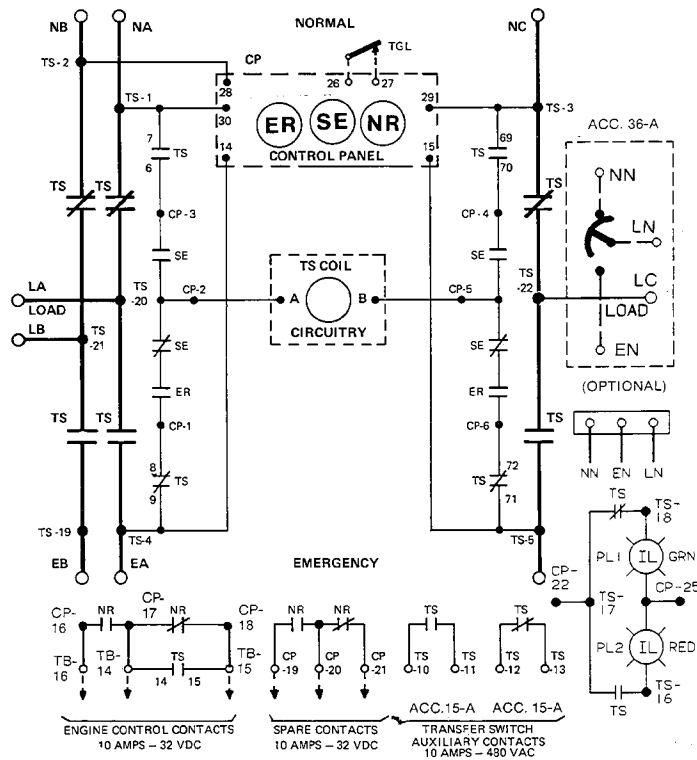 NB NA NORMAL NC
TS-2 CP TGL
26 27
28
TS-1 30 29 TS-3
ER SE NR
14 15
CONTROL PANEL
ACC. 36-A
7 TS 6
69 TS 70
NN
TS TS TS
CP-3 CP-4
LN
SE SE
LA TS TS COIL TS LC
LOAD -20 CP-2 A B CP-5 -22 LOAD
CIRCUITRY
LB TS
-21
SE SE
EN
ER ER
(OPTIONAL)
TS TS TS
CP-1 CP-6
8 TS 9
72 TS 71
NN EN LN
TS TS-18
TS-19 TS-4 TS-5
EB EA EMERGENCY
PL1 IL GRN
CP-22 TS-17 CP-25
PL2 IL RED
TS TS-16
CP-16 NR CP-17 NR CP-18
NR NR
TS TS
TB-16 TB-14 14 TS 15 TB-15
CP CP CP
-19 -20 -21
TS TS TS TS
-10 -11 -12 -13
ACC.15-A ACC. 15-A
ENGINE CONTROL CONTACTS
10 AMPS – 32 VDC
SPARE CONTACTS
10 AMPS – 32 VDC
TRANSFER SWITCH
AUXILIARY CONTACTS
10 AMPS – 480 VAC